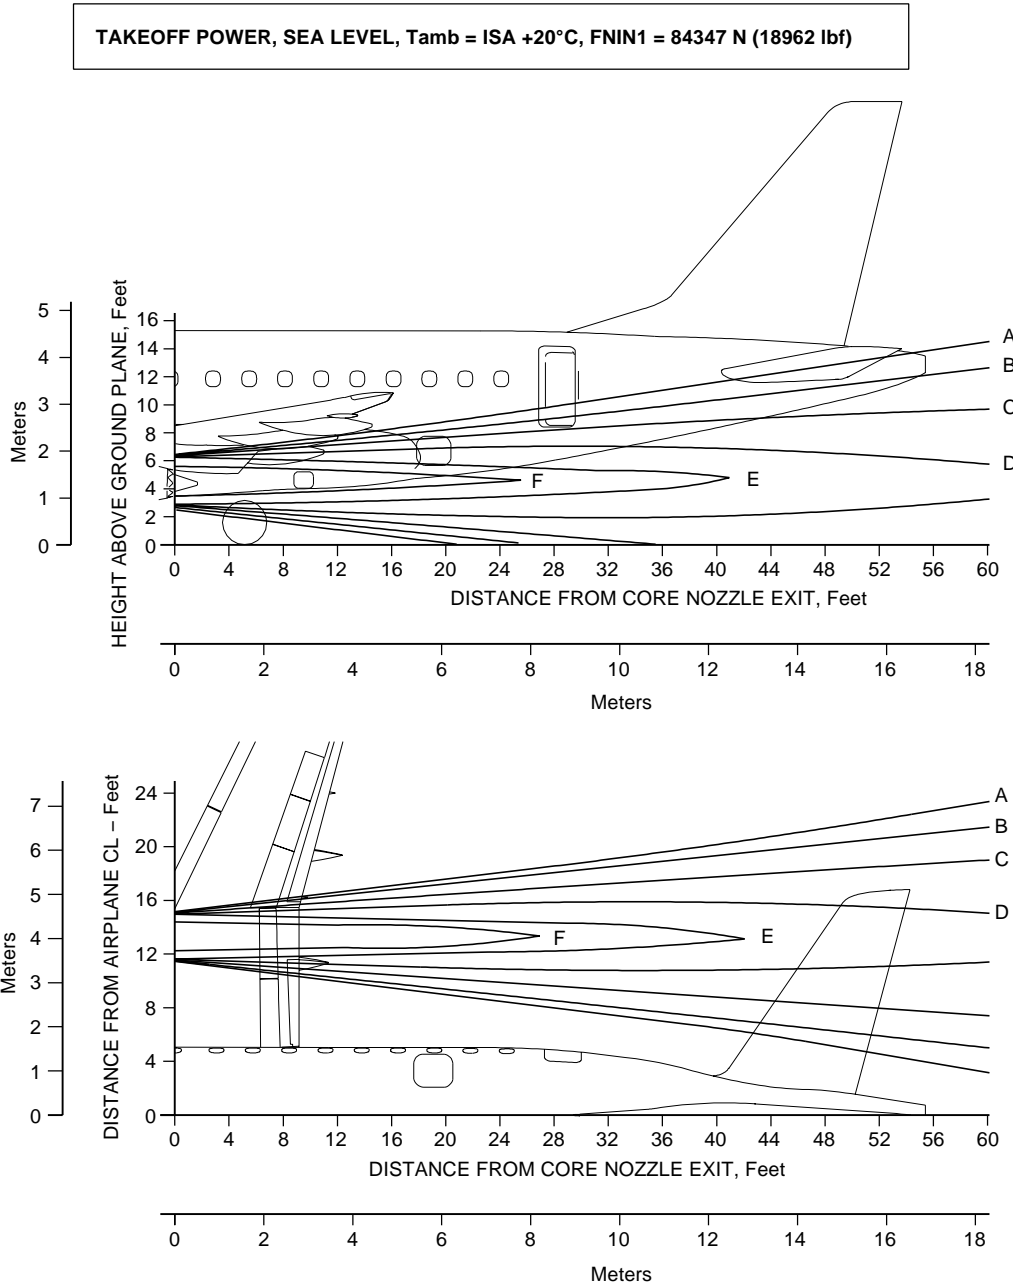 TAKEOFF POWER, SEA LEVEL, Tamb = ISA +20°C, FNIN1 = 84347 N (18962 lbf)
Meters
5
4
3
2
1
0
HEIGHT ABOVE GROUND PLANE, Feet
16
14
12
10
8
6
4
2
0
A
B
C
D
E
F
0 4 8 12 16 20 24 28 32 36 40 44 48 52 56 60
DISTANCE FROM CORE NOZZLE EXIT, Feet
0 2 4 6 8 10 12 14 16 18
Meters
Meters
7
6
5
4
3
2
1
0
DISTANCE FROM AIRPLANE CL – Feet
24
20
16
12
8
4
0
A
B
C
D
E
F
0 4 8 12 16 20 24 28 32 36 40 44 48 52 56 60
DISTANCE FROM CORE NOZZLE EXIT, Feet
0 2 4 6 8 10 12 14 16 18
Meters